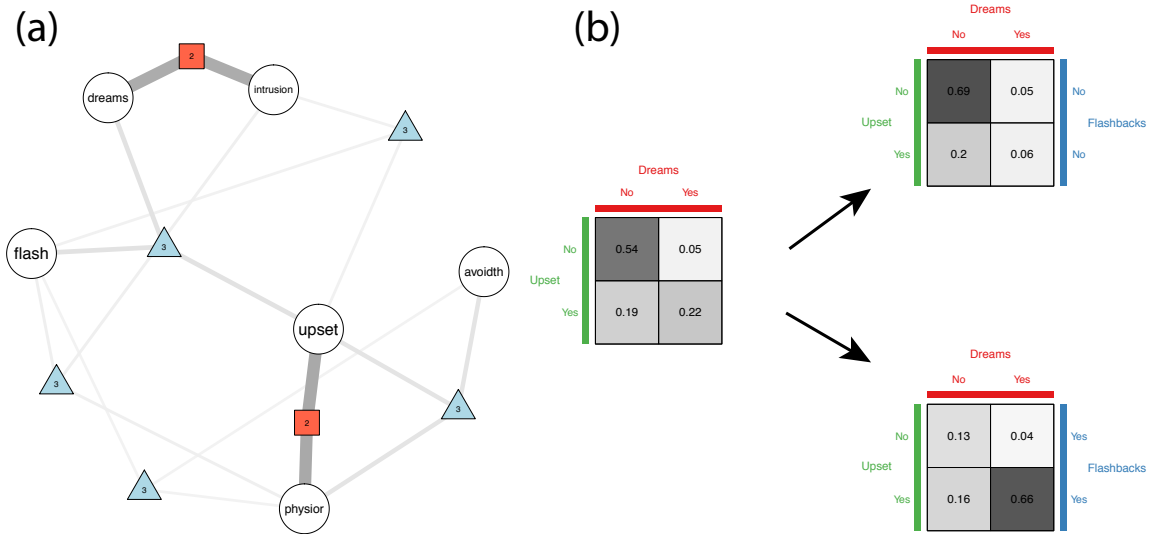 (a)
2
dreams
intrusion
3
flash
3
avoidth
upset
3
3
2
3
physior
(b)
Dreams
No Yes
No 0.54 0.05
Upset
Yes 0.19 0.22
Dreams
No Yes
No 0.69 0.05 No
Upset Flashbacks
Yes 0.2 0.06 No
Dreams
No Yes
No 0.13 0.04 Yes
Upset Flashbacks
Yes 0.16 0.66 Yes